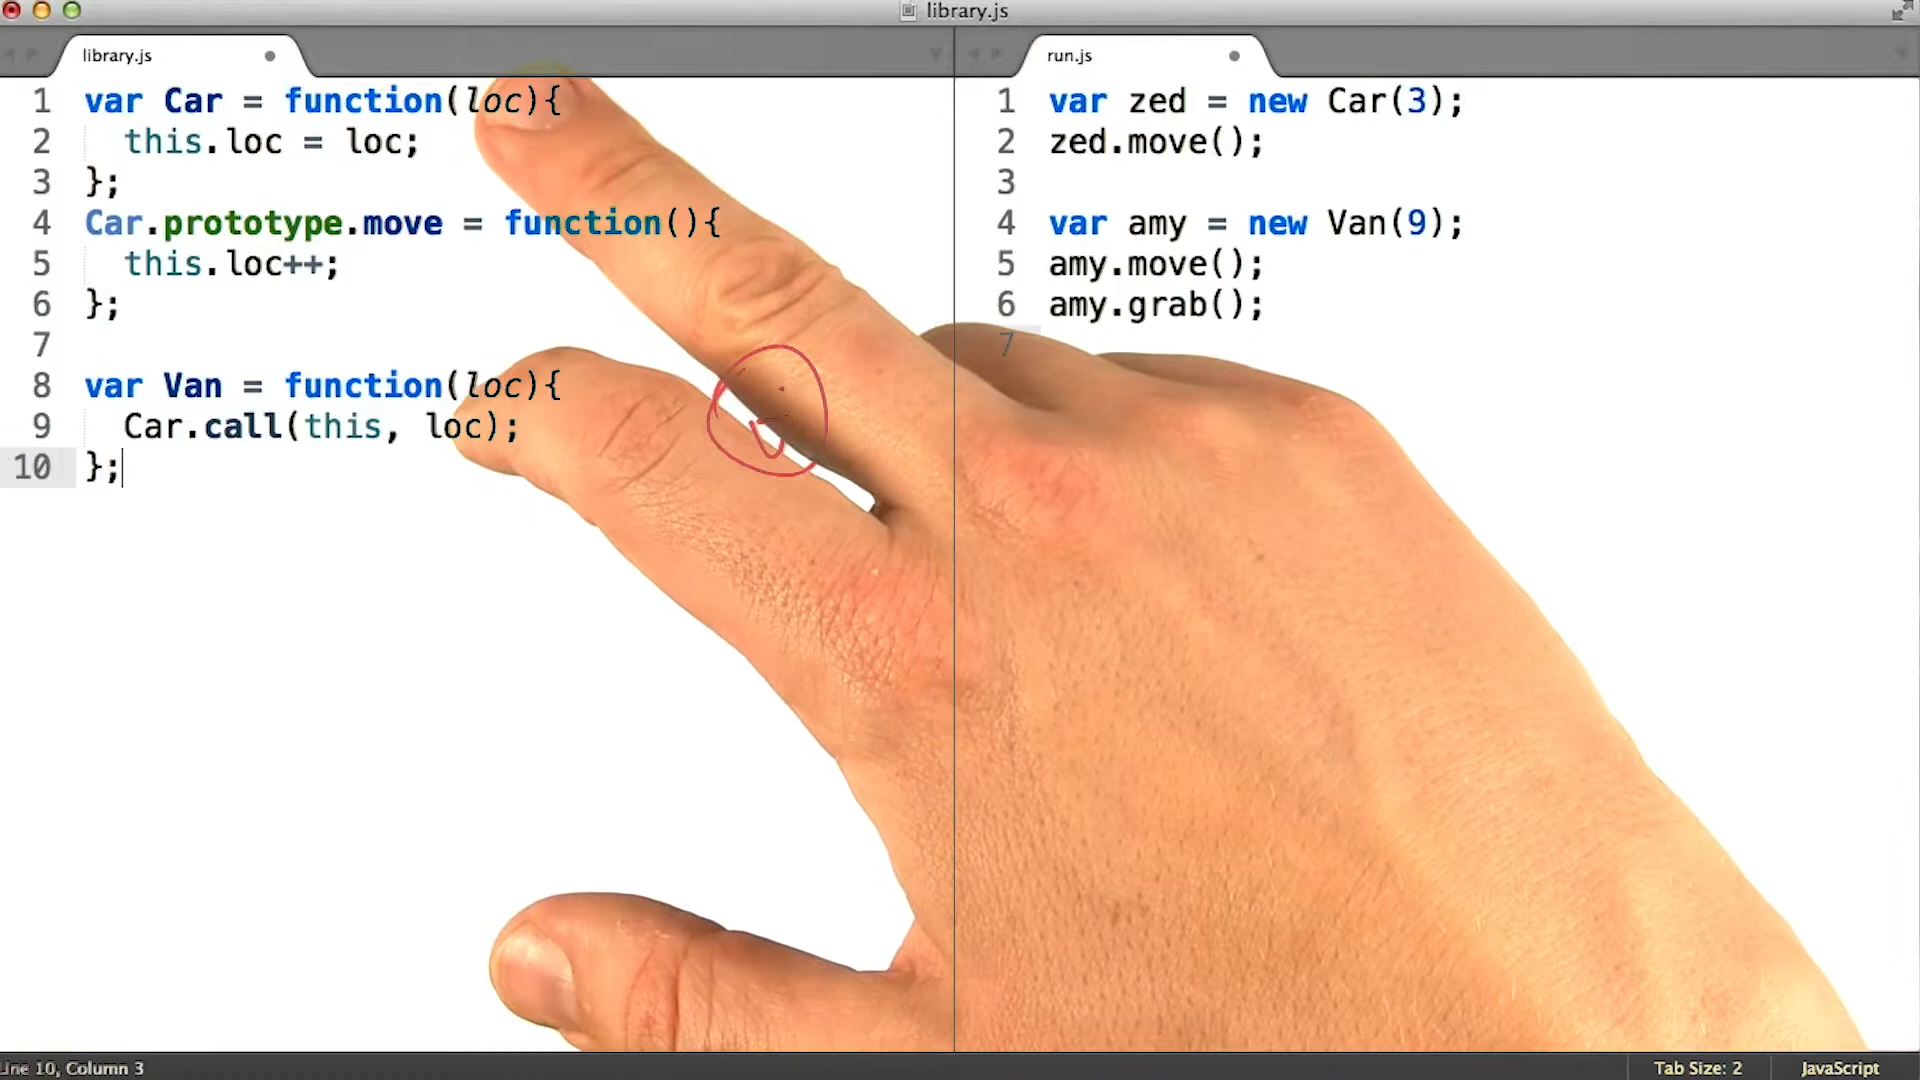 library.js
library.js
1 var Car = function(loc){
2   this.loc = loc;
3 };
4 Car.prototype.move = function(){
5   this.loc++;
6 };
7
8 var Van = function(loc){
9   Car.call(this, loc);
10 };
run.js
1 var zed = new Car(3);
2 zed.move();
3
4 var amy = new Van(9);
5 amy.move();
6 amy.grab();
7
Line 10, Column 3
Tab Size: 2
JavaScript